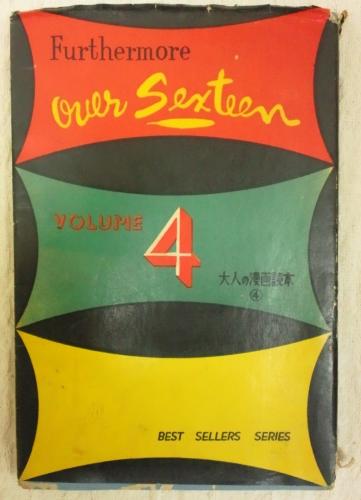 Furthermore
over Sexteen
VOLUME 4
大人の漫画読本
④
BEST SELLERS SERIES